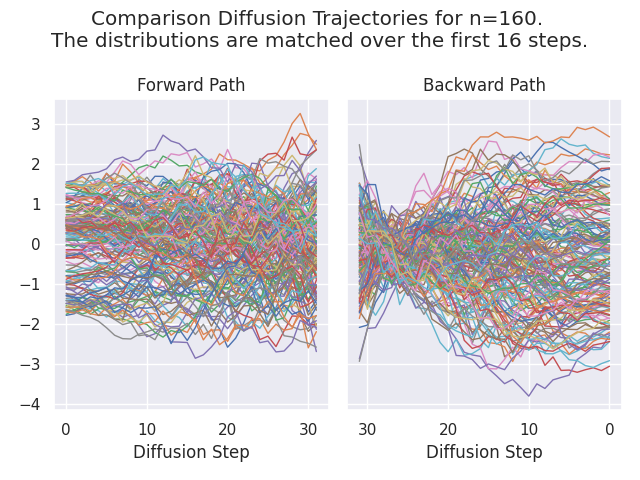 Comparison Diffusion Trajectories for n=160.
The distributions are matched over the first 16 steps.
Forward Path
Backward Path
3
2
1
0
−1
−2
−3
−4
0
10
20
30
30
20
10
0
Diffusion Step
Diffusion Step